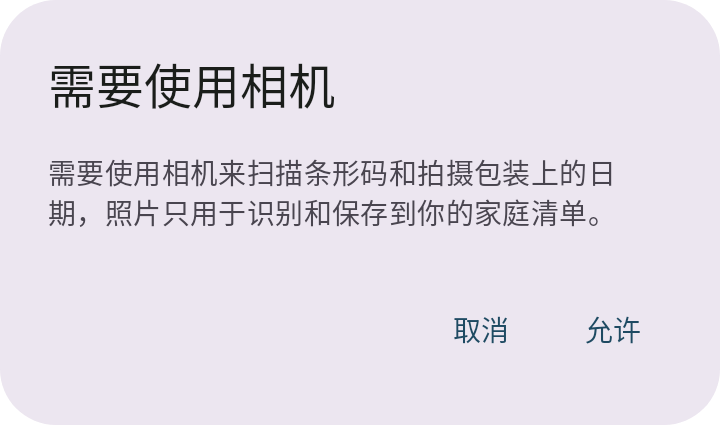 需要使用相机
需要使用相机来扫描条形码和拍摄包装上的日
期，照片只用于识别和保存到你的家庭清单。
取消
允许